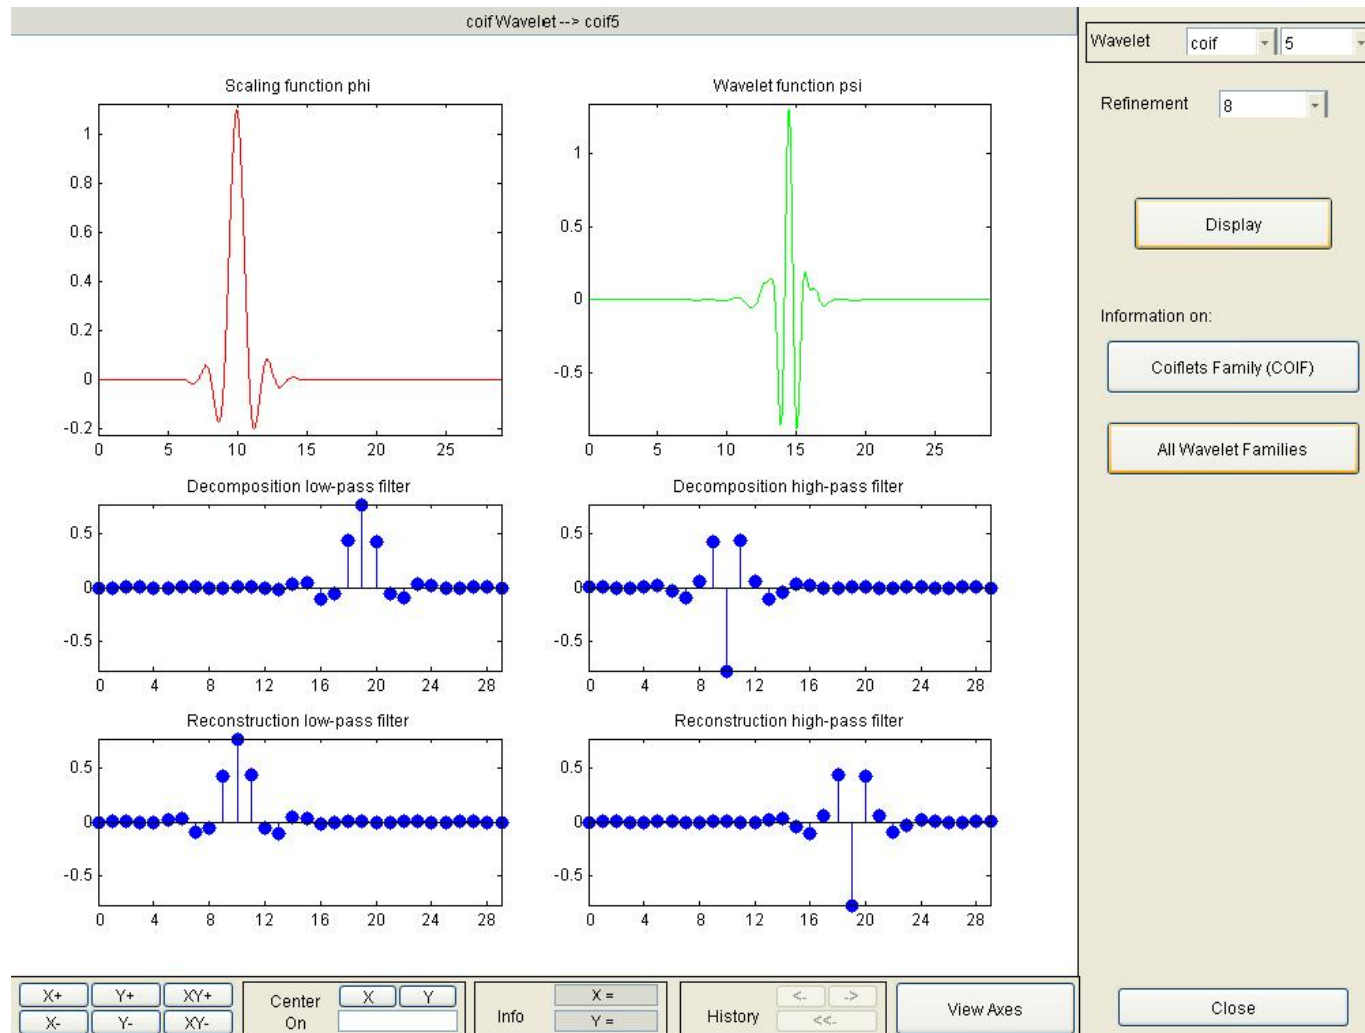 coif Wavelet --> coif5
Wavelet coif 5
Refinement 8
Display
Information on:
Coiflets Family (COIF)
All Wavelet Families
Scaling function phi
1
0.8
0.6
0.4
0.2
0
-0.2
0 5 10 15 20 25
Wavelet function psi
1
0.5
0
-0.5
0 5 10 15 20 25
Decomposition low-pass filter
0.5
0
-0.5
0 4 8 12 16 20 24 28
Decomposition high-pass filter
0.5
0
-0.5
0 4 8 12 16 20 24 28
Reconstruction low-pass filter
0.5
0
-0.5
0 4 8 12 16 20 24 28
Reconstruction high-pass filter
0.5
0
-0.5
0 4 8 12 16 20 24 28
X+ Y+ XY+
X- Y- XY-
Center
On
X Y
Info
X =
Y =
History
<- ->
<<-
View Axes
Close